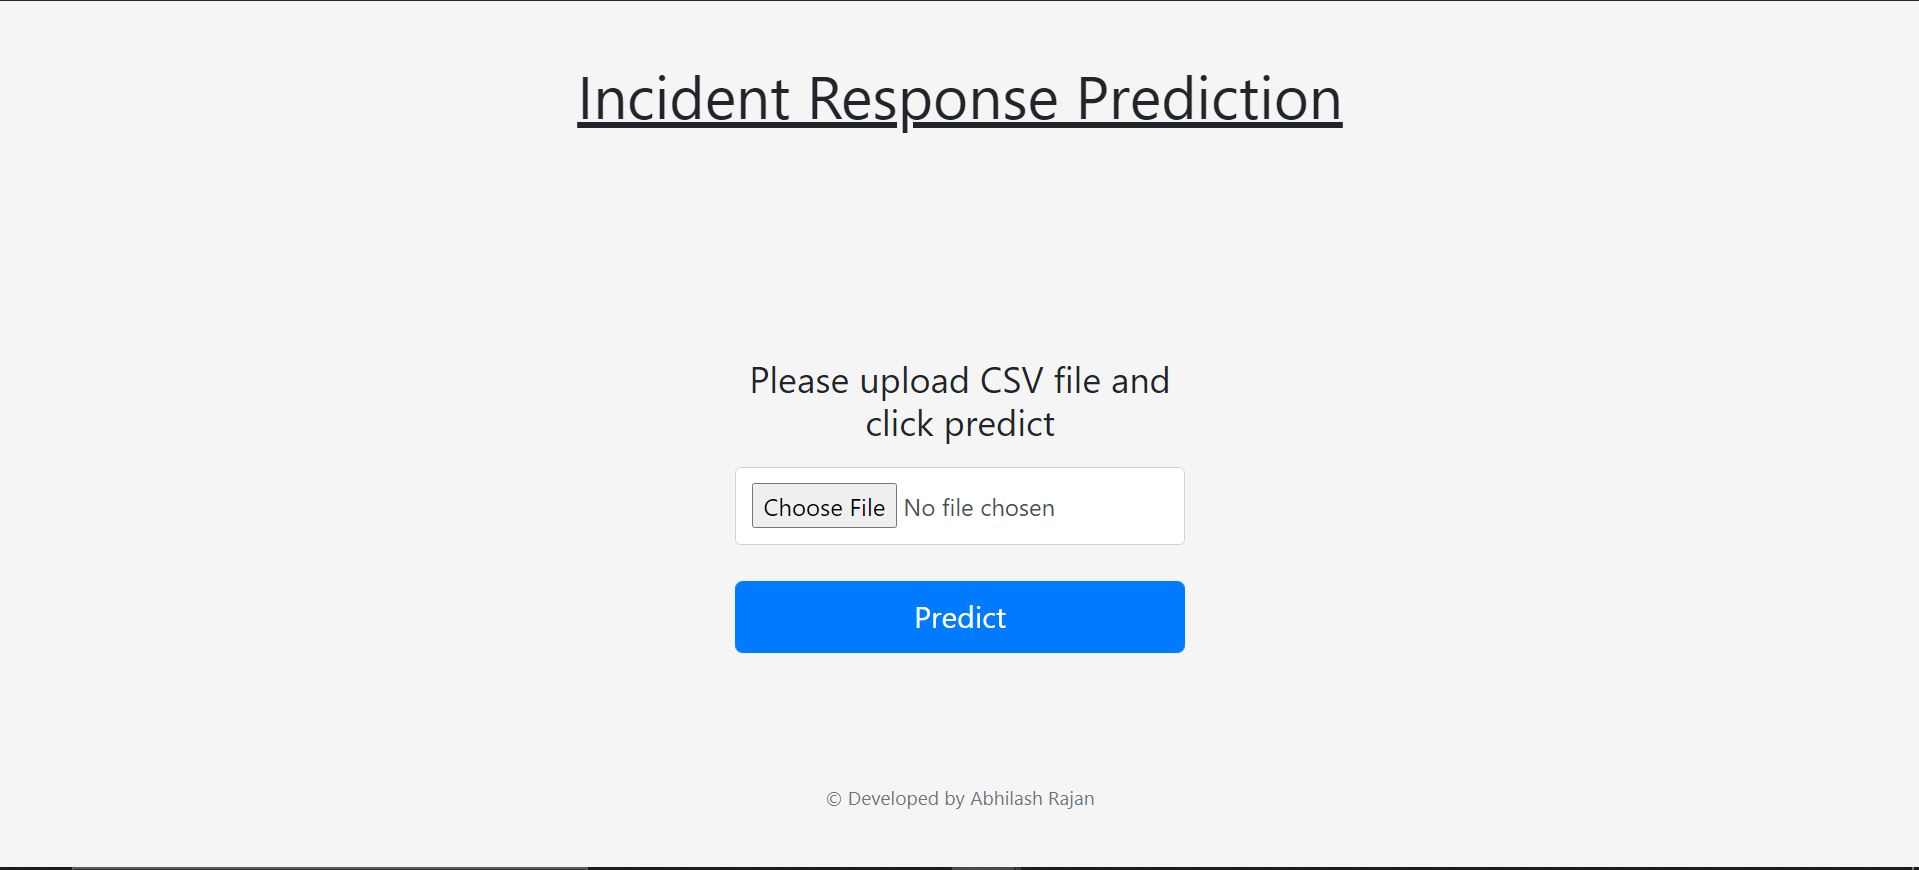 Incident Response Prediction
Please upload CSV file and
click predict
Choose File No file chosen
Predict
© Developed by Abhilash Rajan